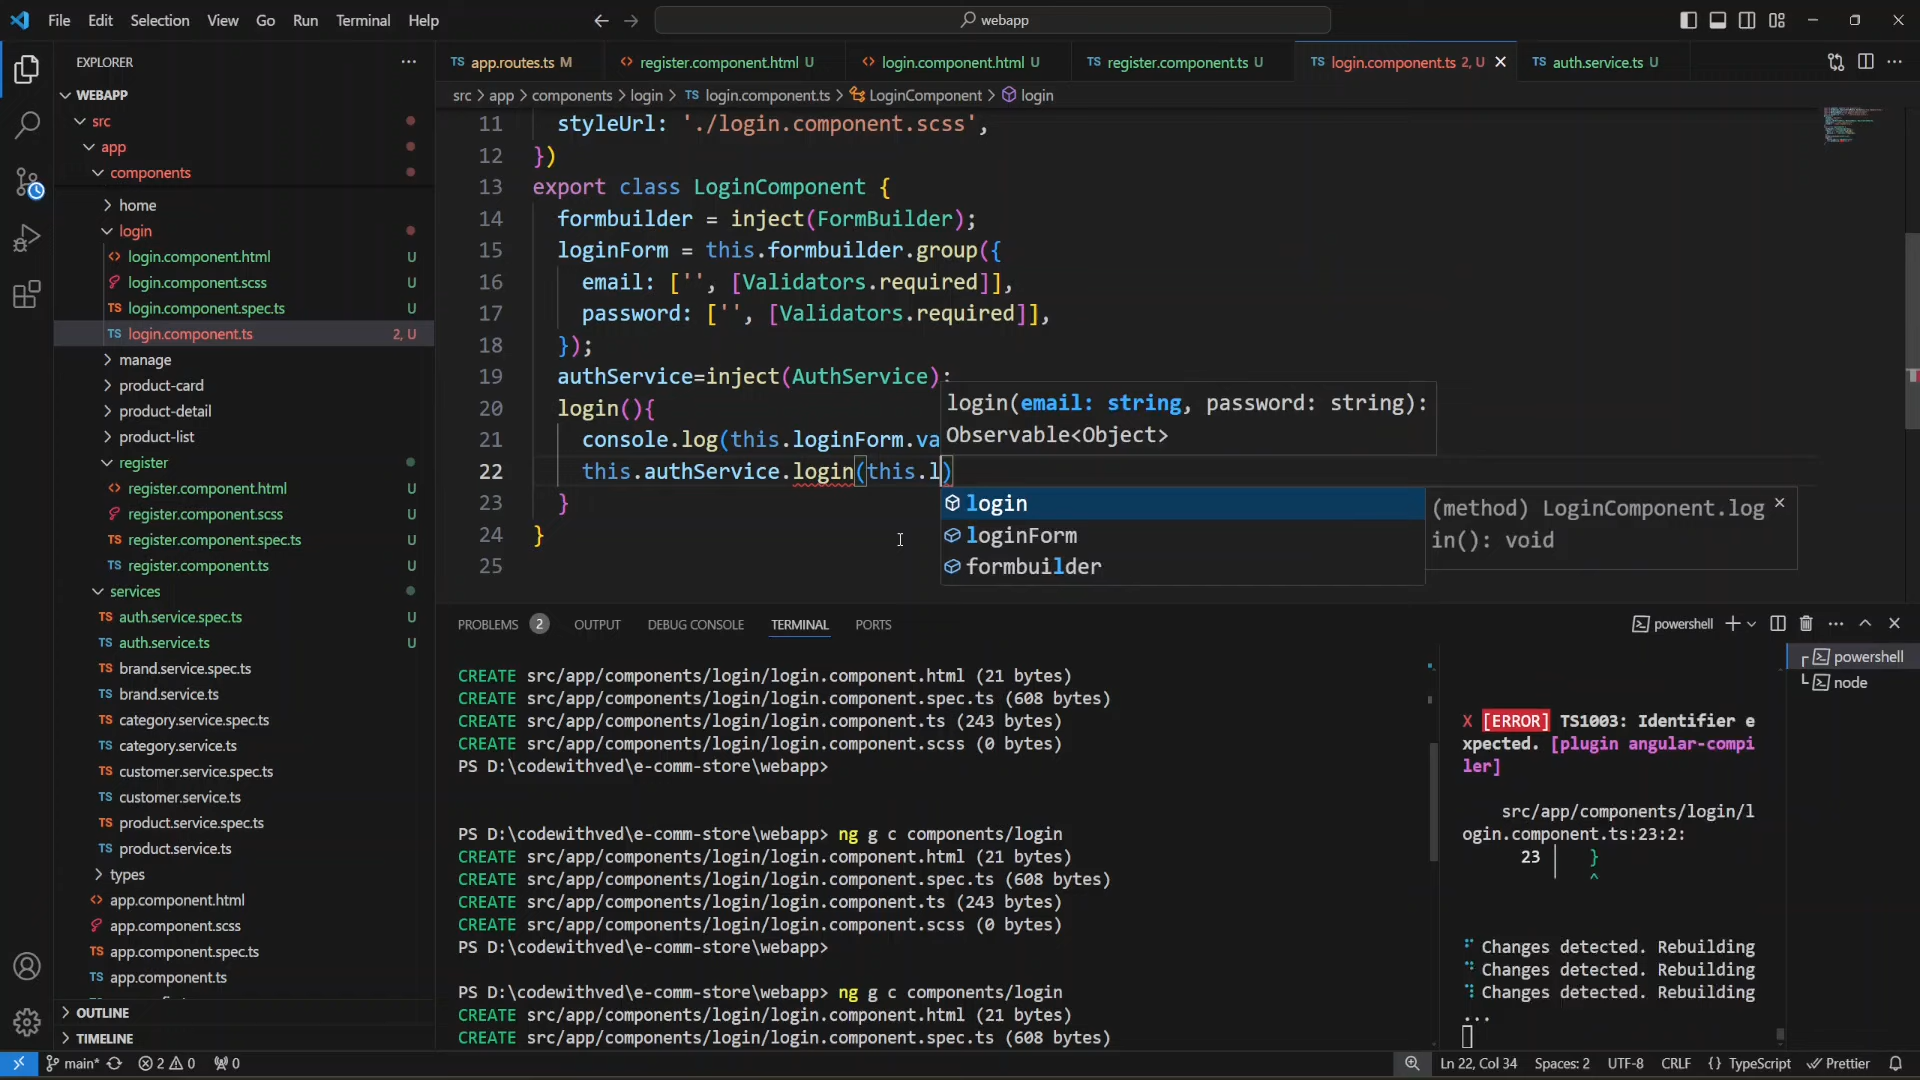 File Edit Selection View Go Run Terminal Help
webapp
EXPLORER
WEBAPP
src
app
components
home
login
login.component.html U
login.component.scss U
login.component.spec.ts U
login.component.ts 2, U
manage
product-card
product-detail
product-list
register
register.component.html U
register.component.scss U
register.component.spec.ts U
register.component.ts U
services
auth.service.spec.ts U
auth.service.ts U
brand.service.spec.ts
brand.service.ts
category.service.spec.ts
category.service.ts
customer.service.spec.ts
customer.service.ts
product.service.spec.ts
product.service.ts
types
app.component.html
app.component.scss
app.component.spec.ts
app.component.ts
OUTLINE
TIMELINE
TS app.routes.ts M
<> register.component.html U
<> login.component.html U
TS register.component.ts U
TS login.component.ts 2, U
TS auth.service.ts U
src > app > components > login > TS login.component.ts > LoginComponent > login
11 styleUrl: './login.component.scss',
12 })
13 export class LoginComponent {
14 formbuilder = inject(FormBuilder);
15 loginForm = this.formbuilder.group({
16 email: ['', [Validators.required]],
17 password: ['', [Validators.required]],
18 });
19 authService=inject(AuthService);
20 login(){
21 console.log(this.loginForm.va
22 this.authService.login(this.l)
23 }
24 }
25
login(email: string, password: string):
Observable<Object>
login
loginForm
formbuilder
(method) LoginComponent.log
in(): void
PROBLEMS 2 OUTPUT DEBUG CONSOLE TERMINAL PORTS
powershell
CREATE src/app/components/login/login.component.html (21 bytes)
CREATE src/app/components/login/login.component.spec.ts (608 bytes)
CREATE src/app/components/login/login.component.ts (243 bytes)
CREATE src/app/components/login/login.component.scss (0 bytes)
PS D:\codewithved\e-comm-store\webapp>
PS D:\codewithved\e-comm-store\webapp> ng g c components/login
CREATE src/app/components/login/login.component.html (21 bytes)
CREATE src/app/components/login/login.component.spec.ts (608 bytes)
CREATE src/app/components/login/login.component.ts (243 bytes)
CREATE src/app/components/login/login.component.scss (0 bytes)
PS D:\codewithved\e-comm-store\webapp>
PS D:\codewithved\e-comm-store\webapp> ng g c components/login
CREATE src/app/components/login/login.component.html (21 bytes)
CREATE src/app/components/login/login.component.spec.ts (608 bytes)
X [ERROR] TS1003: Identifier e
xpected. [plugin angular-compi
ler]
src/app/components/login/l
ogin.component.ts:23:2:
23 │ }
^
Changes detected. Rebuilding
Changes detected. Rebuilding
Changes detected. Rebuilding
...
powershell
node
main* 2 0 0
Ln 22, Col 34 Spaces: 2 UTF-8 CRLF {} TypeScript Prettier